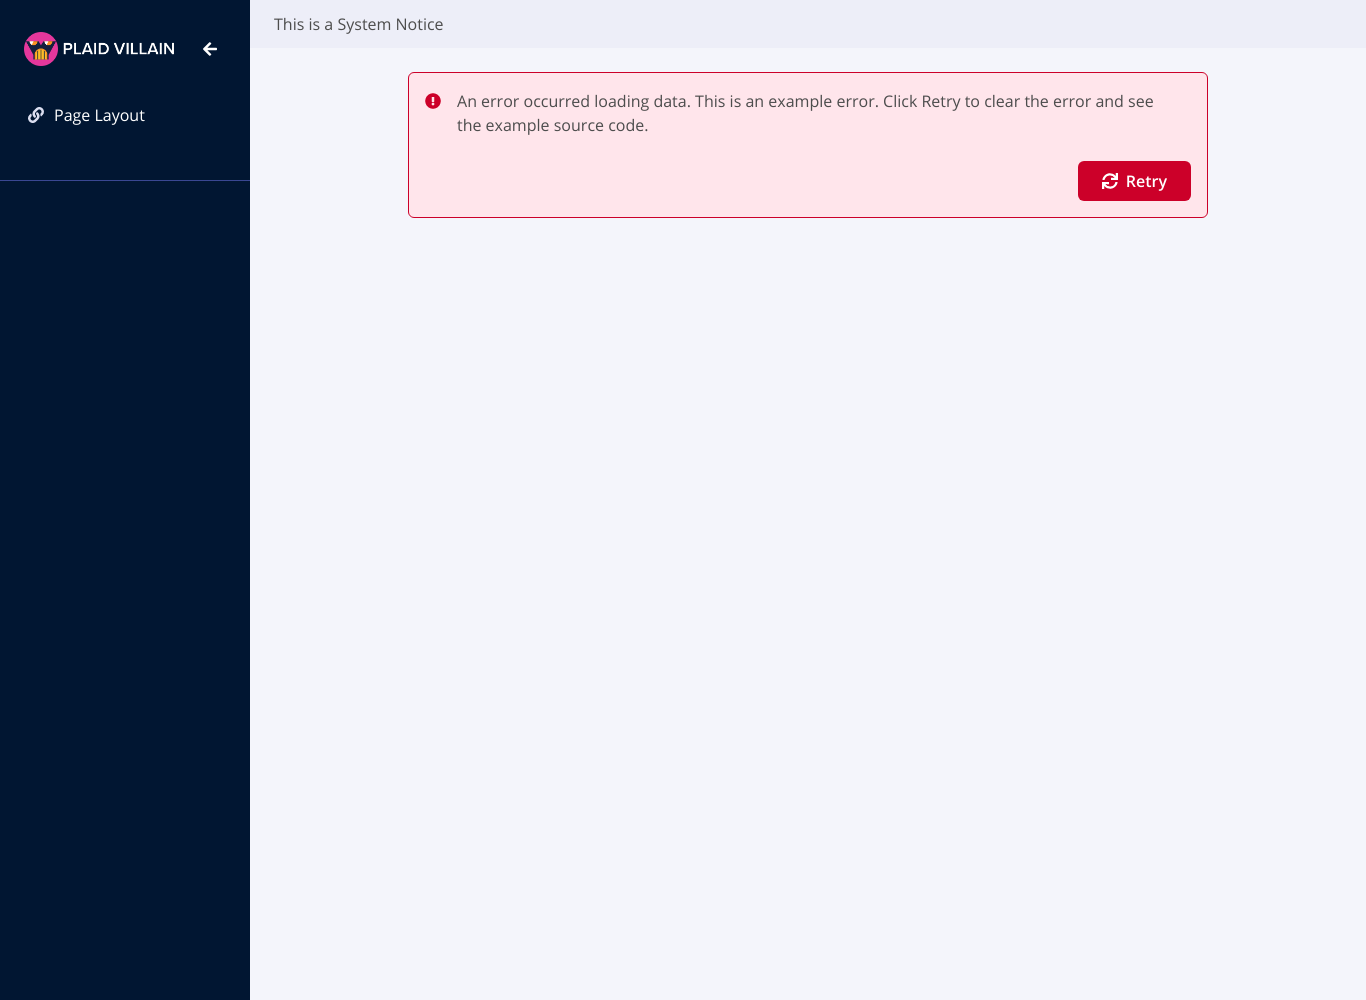 This is a System Notice
PLAID VILLAIN
Page Layout
An error occurred loading data. This is an example error. Click Retry to clear the error and see
the example source code.
Retry